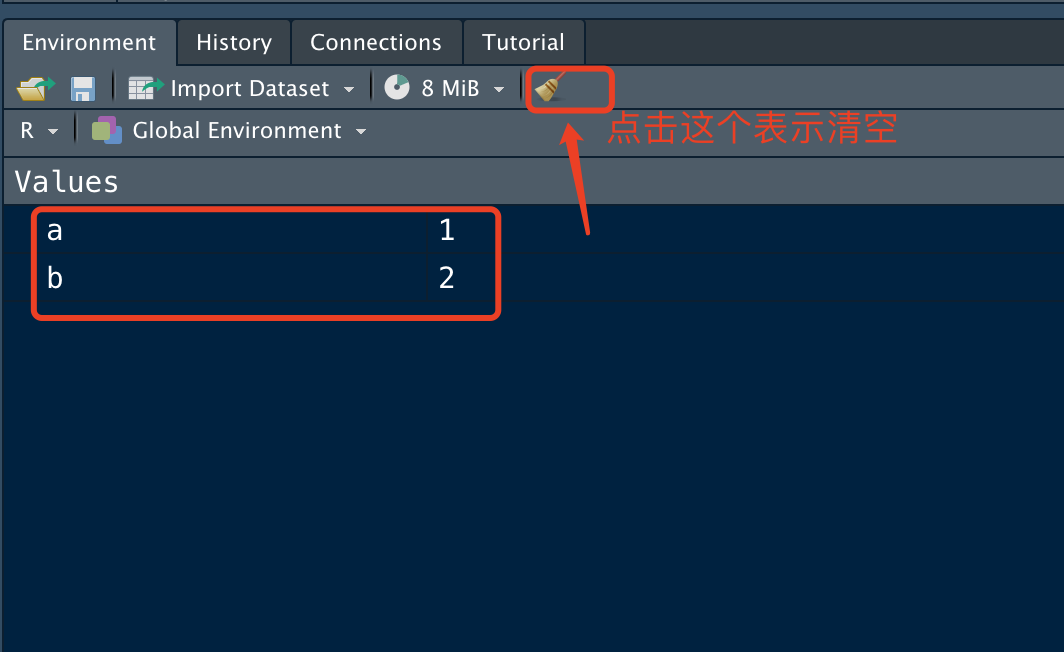 Environment History Connections Tutorial
Import Dataset 8 MiB
点击这个表示清空
R Global Environment
Values
a 1
b 2